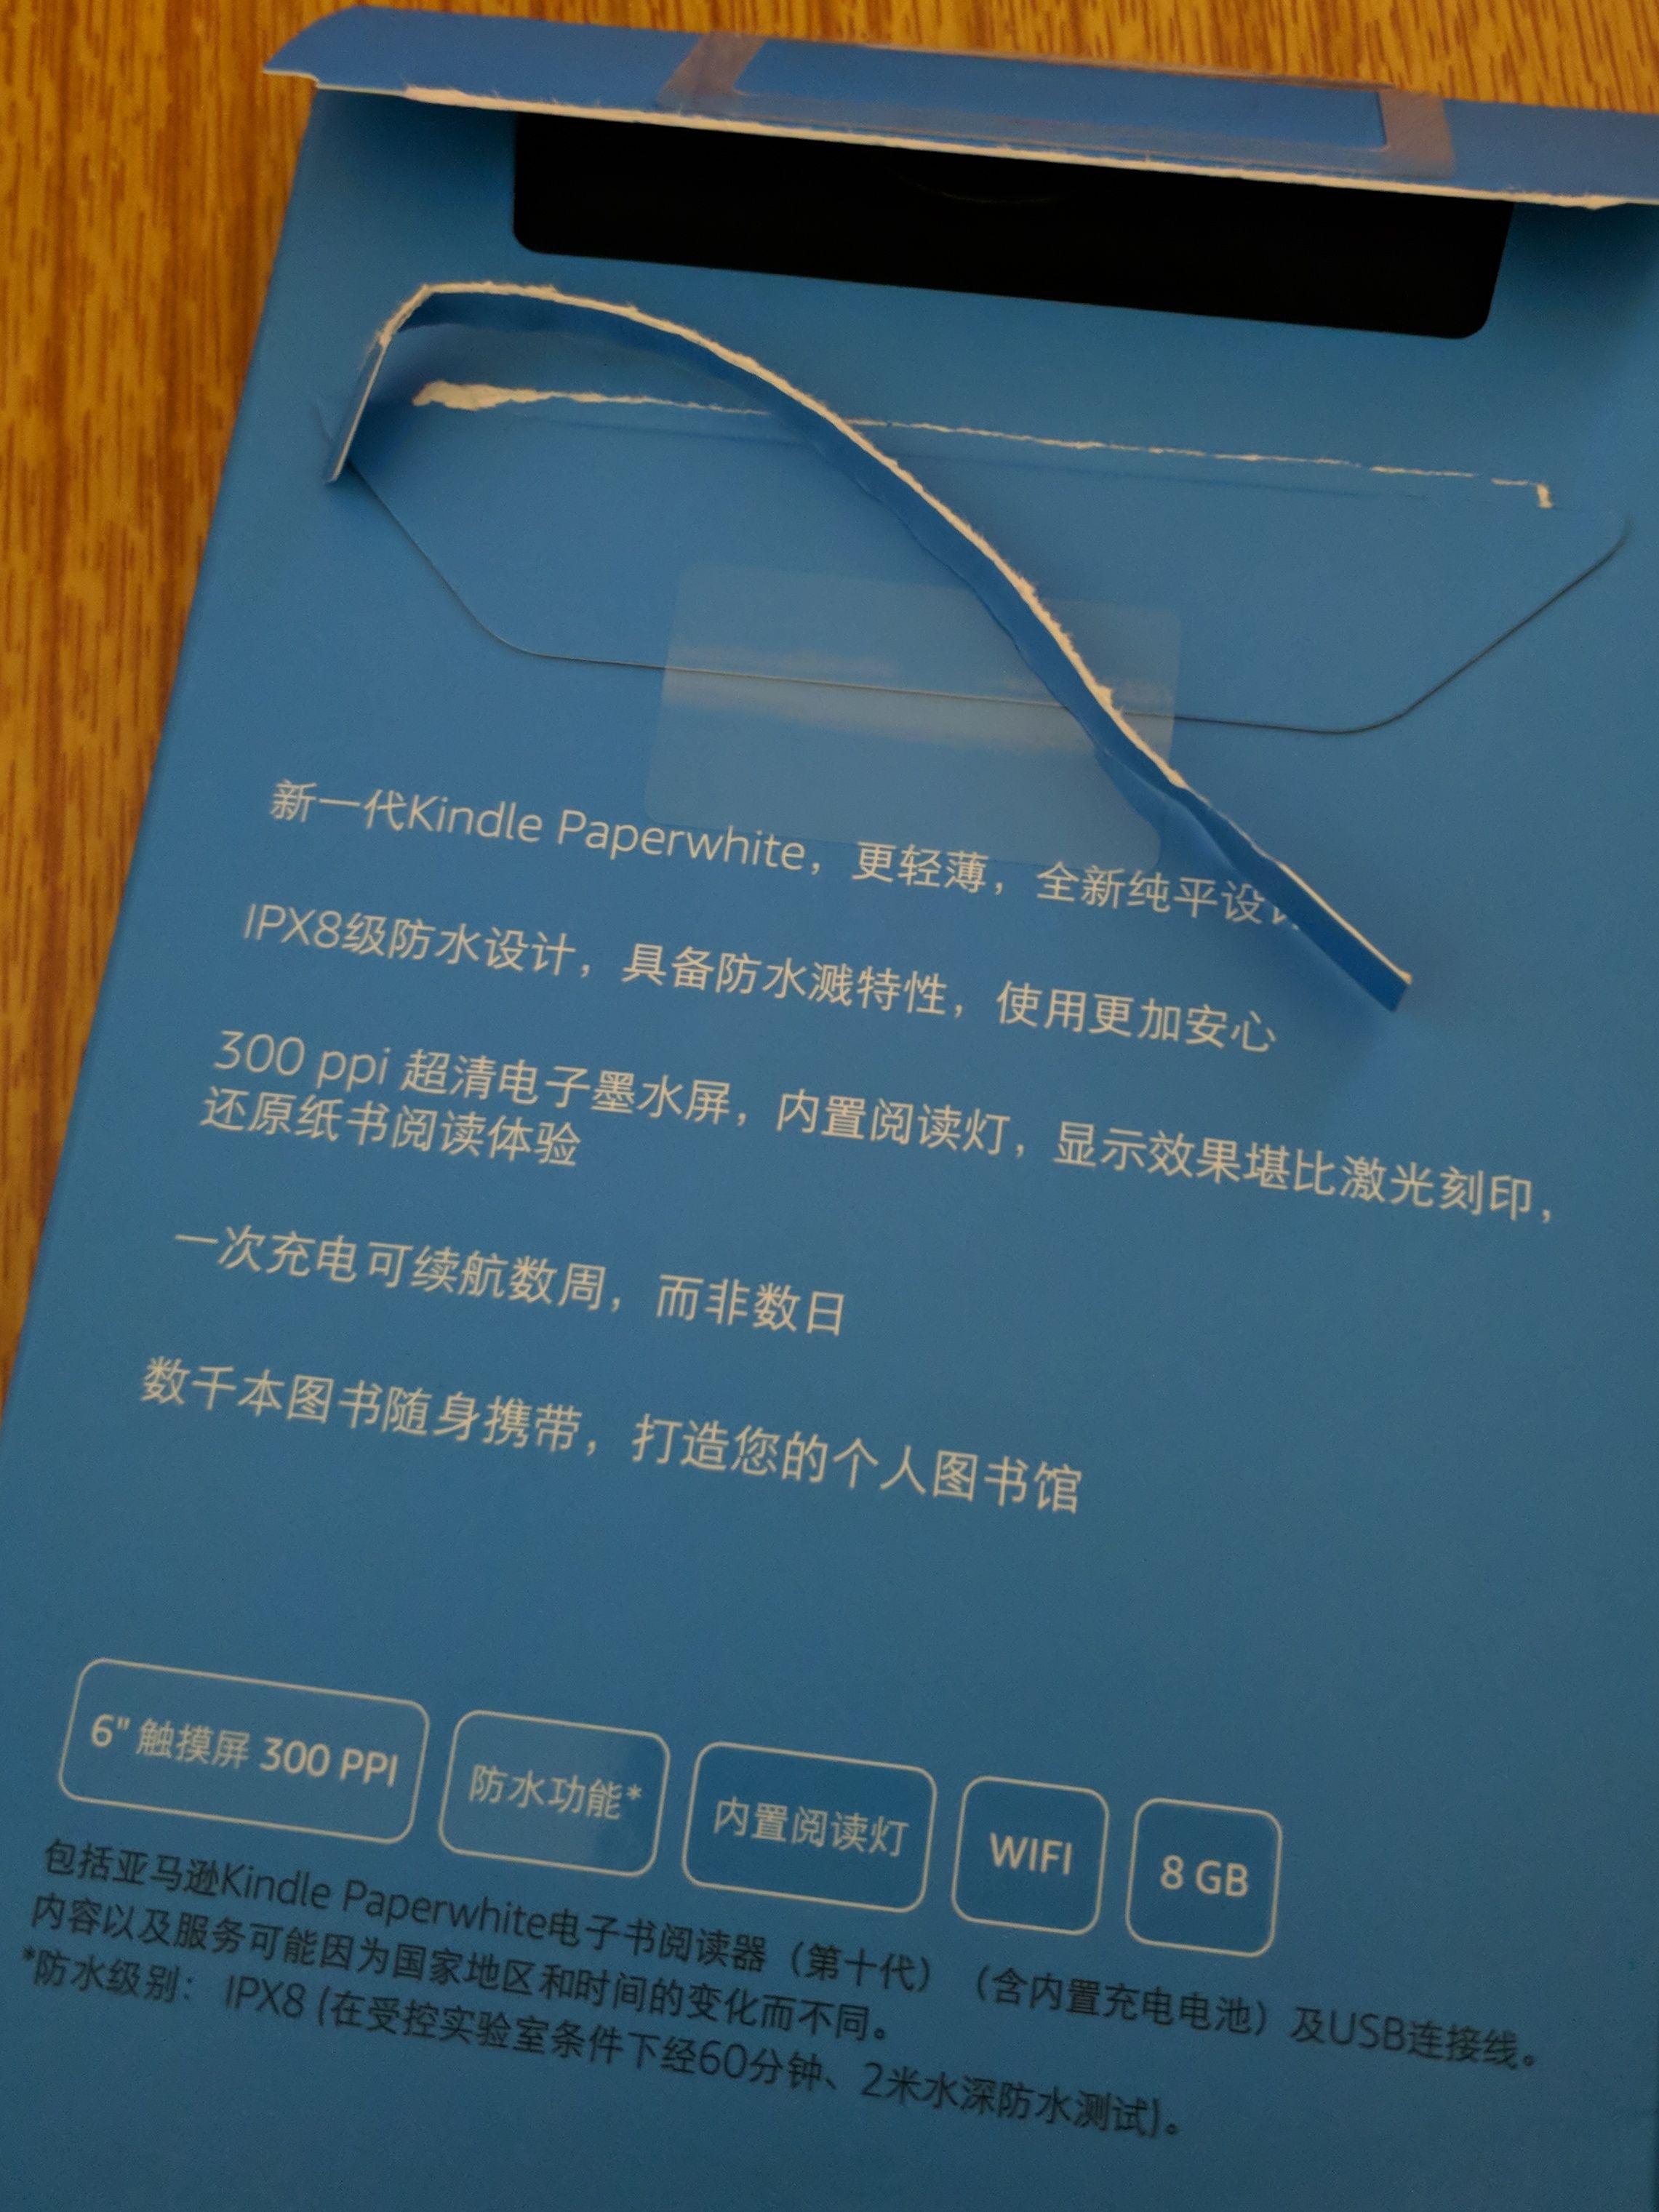 新一代Kindle Paperwhite，更轻薄，全新纯平设
IPX8级防水设计，具备防水溅特性，使用更加安心
300 ppi 超清电子墨水屏，内置阅读灯，显示效果堪比激光刻印，
还原纸书阅读体验
一次充电可续航数周，而非数日
数千本图书随身携带，打造您的个人图书馆
6" 触摸屏 300 PPI
防水功能*
内置阅读灯
WIFI
8 GB
包括亚马逊Kindle Paperwhite电子书阅读器（第十代）（含内置充电电池）及USB连接线。
内容以及服务可能因为国家地区和时间的变化而不同。
*防水级别： IPX8 (在受控实验室条件下经60分钟、2米水深防水测试)。